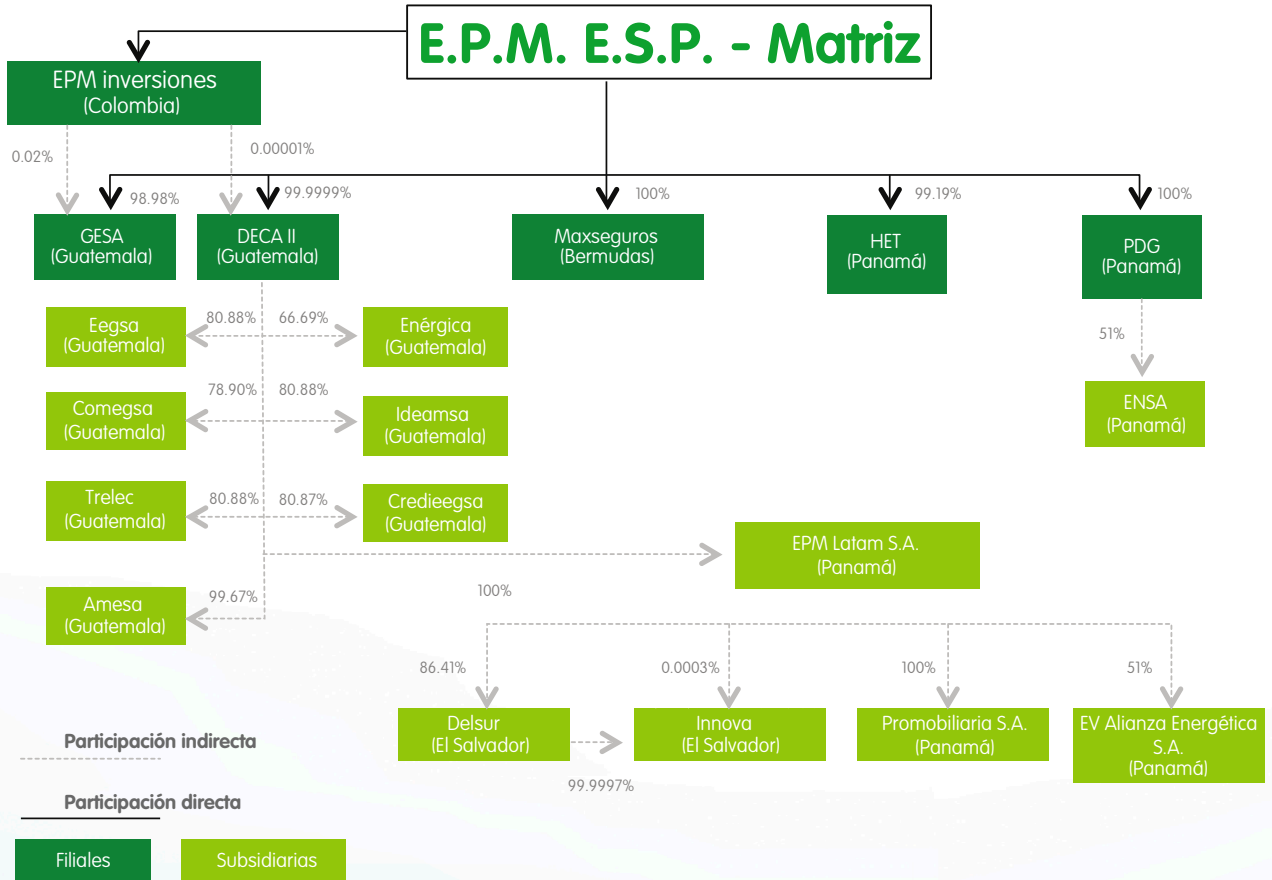 E.P.M. E.S.P. - Matriz
EPM inversiones
(Colombia)
0.02%
0.00001%
98.98%
99.9999%
100%
99.19%
100%
GESA
(Guatemala)
DECA II
(Guatemala)
Maxseguros
(Bermudas)
HET
(Panamá)
PDG
(Panamá)
Eegsa
(Guatemala)
80.88%
66.69%
Enérgica
(Guatemala)
51%
Comegsa
(Guatemala)
78.90%
80.88%
Ideamsa
(Guatemala)
ENSA
(Panamá)
Trelec
(Guatemala)
80.88%
80.87%
Credieegsa
(Guatemala)
EPM Latam S.A.
(Panamá)
Amesa
(Guatemala)
99.67%
100%
86.41%
0.0003%
100%
51%
Delsur
(El Salvador)
Innova
(El Salvador)
Promobiliaria S.A.
(Panamá)
EV Alianza Energética
S.A.
(Panamá)
99.9997%
Participación indirecta
Participación directa
Filiales
Subsidiarias